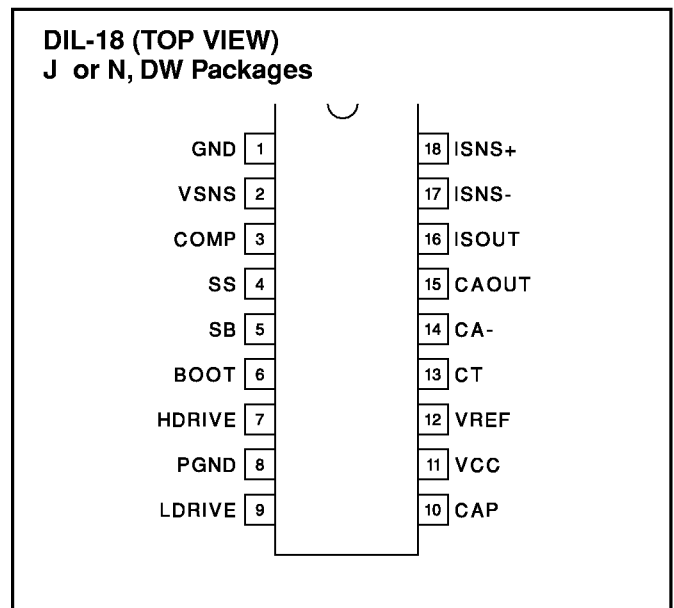 DIL-18 (TOP VIEW)
J or N, DW Packages
GND 1 18 ISNS+
VSNS 2 17 ISNS-
COMP 3 16 ISOUT
SS 4 15 CAOUT
SB 5 14 CA-
BOOT 6 13 CT
HDRIVE 7 12 VREF
PGND 8 11 VCC
LDRIVE 9 10 CAP